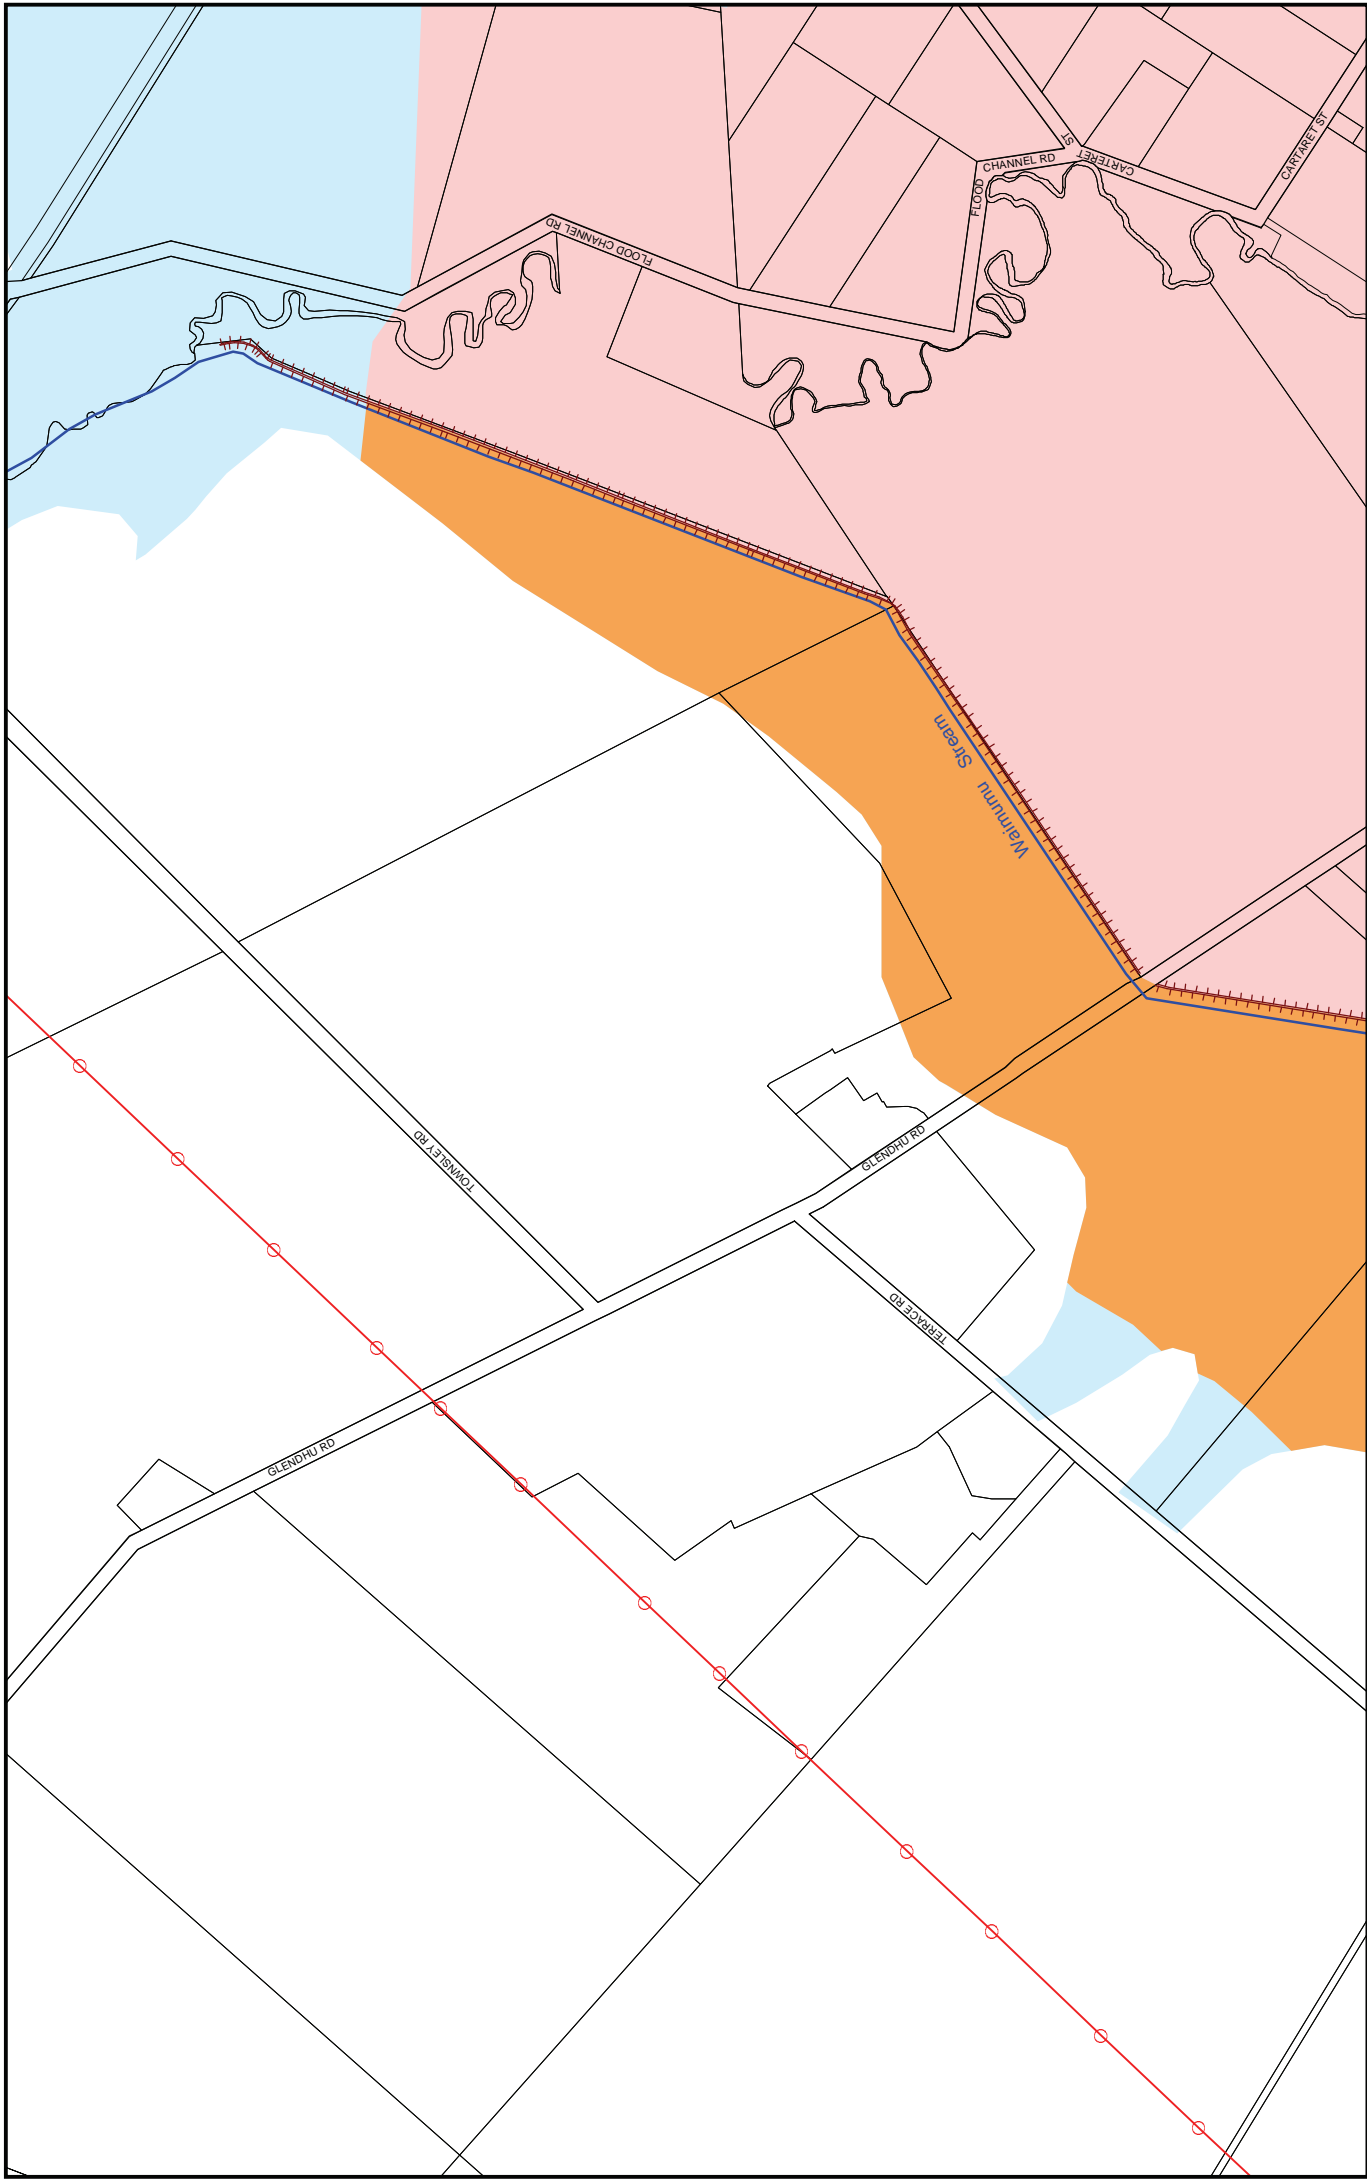 CARTARET ST
CARTERET
ST
CHANNEL RD
FLOOD
FLOOD CHANNEL RD
Waimumu Stream
TOWNSLEY RD
GLENDHU RD
TERRACE RD
GLENDHU RD